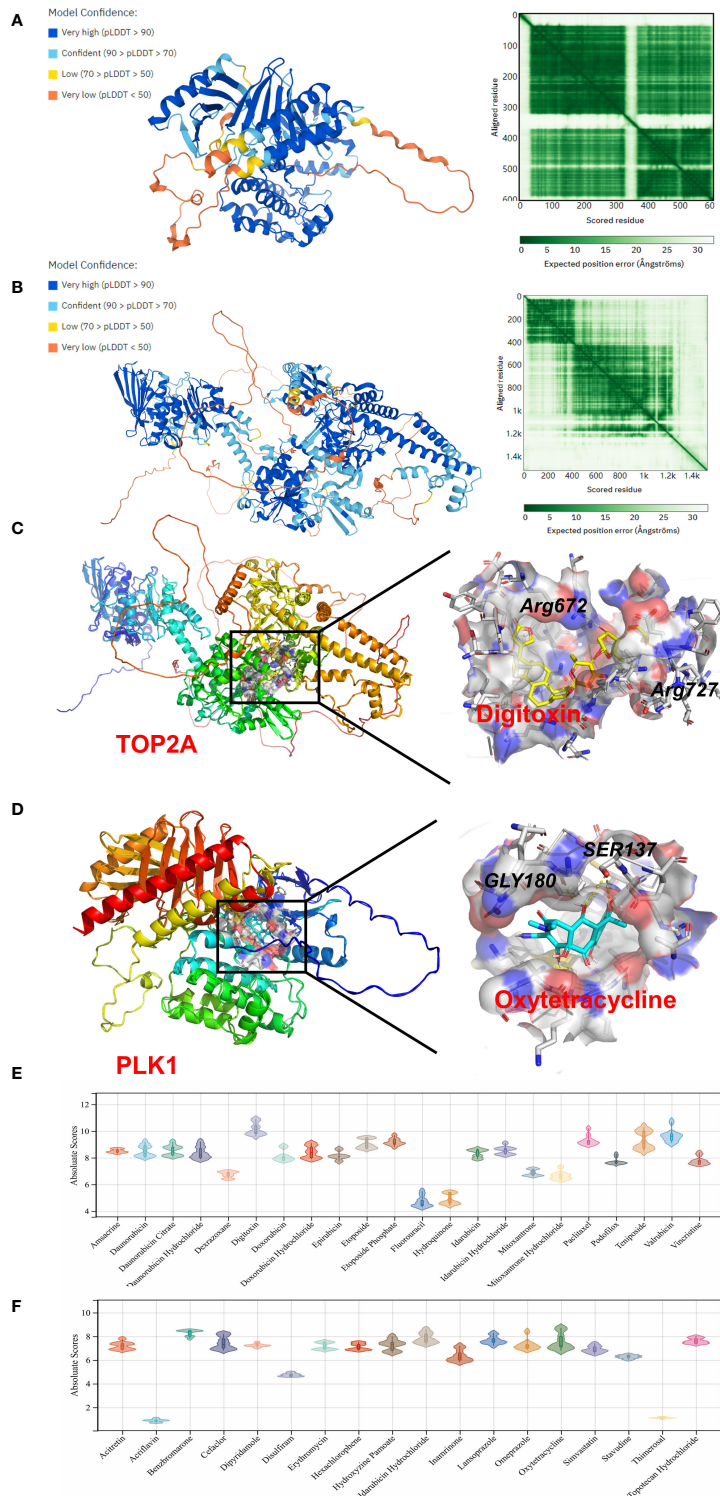 A
Model Confidence:
Very high (pLDDT > 90)
Confident (90 > pLDDT > 70)
Low (70 > pLDDT > 50)
Very low (pLDDT < 50)
0
100
200
300
400
500
600
Aligned residue
0 100 200 300 400 500 60
Scored residue
0 5 10 15 20 25 30
Expected position error (Ångströms)
B
Model Confidence:
Very high (pLDDT > 90)
Confident (90 > pLDDT > 70)
Low (70 > pLDDT > 50)
Very low (pLDDT < 50)
0
200
400
600
800
1k
1.2k
1.4k
Aligned residue
0 200 400 600 800 1k 1.2k 1.4k
Scored residue
0 5 10 15 20 25 30
Expected position error (Ångströms)
C
TOP2A
Arg672
Arg727
Digitoxin
D
PLK1
SER137
GLY180
Oxytetracycline
E
Absoluate Scores
12
10
8
6
4
Amsacrine
Daunorubicin
Daunorubicin Citrate
Daunorubicin Hydrochloride
Dexrazoxane
Digitoxin
Doxorubicin
Doxorubicin Hydrochloride
Epirubicin
Etoposide
Etoposide Phosphate
Fluorouracil
Hydroquinone
Idarubicin
Idarubicin Hydrochloride
Mitoxantrone
Mitoxantrone Hydrochloride
Paclitaxel
Podofilox
Teniposide
Valrubicin
Vincristine
F
Absoluate Scores
10
8
6
4
2
Acitretin
Acriflavin
Benzbromarone
Cefaclor
Dipyridamole
Disulfiram
Erythromycin
Hexachlorophene
Hydroxyzine Pamoate
Idarubicin Hydrochloride
Inamrinone
Lansoprazole
Omeprazole
Oxytetracycline
Simvastatin
Stavudine
Thimerosal
Topotecan Hydrochloride